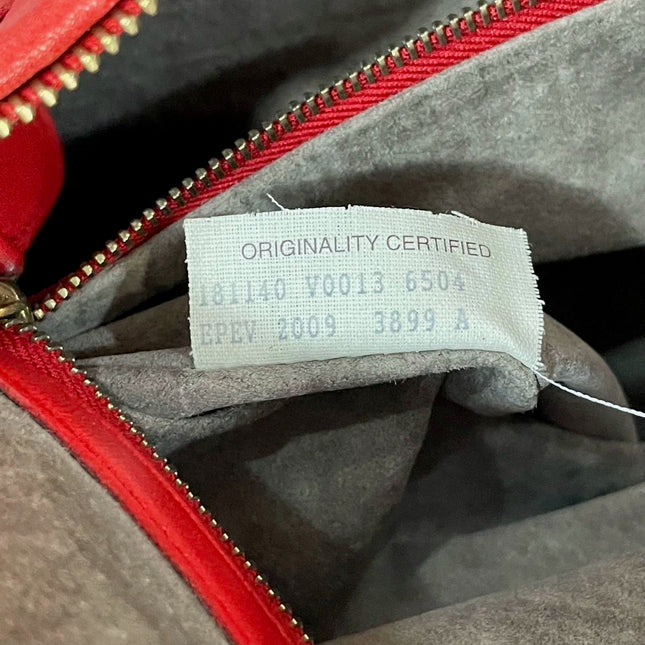 ORIGINALITY CERTIFIED
181140 V0013 6504
EPEV 2009 3899 A